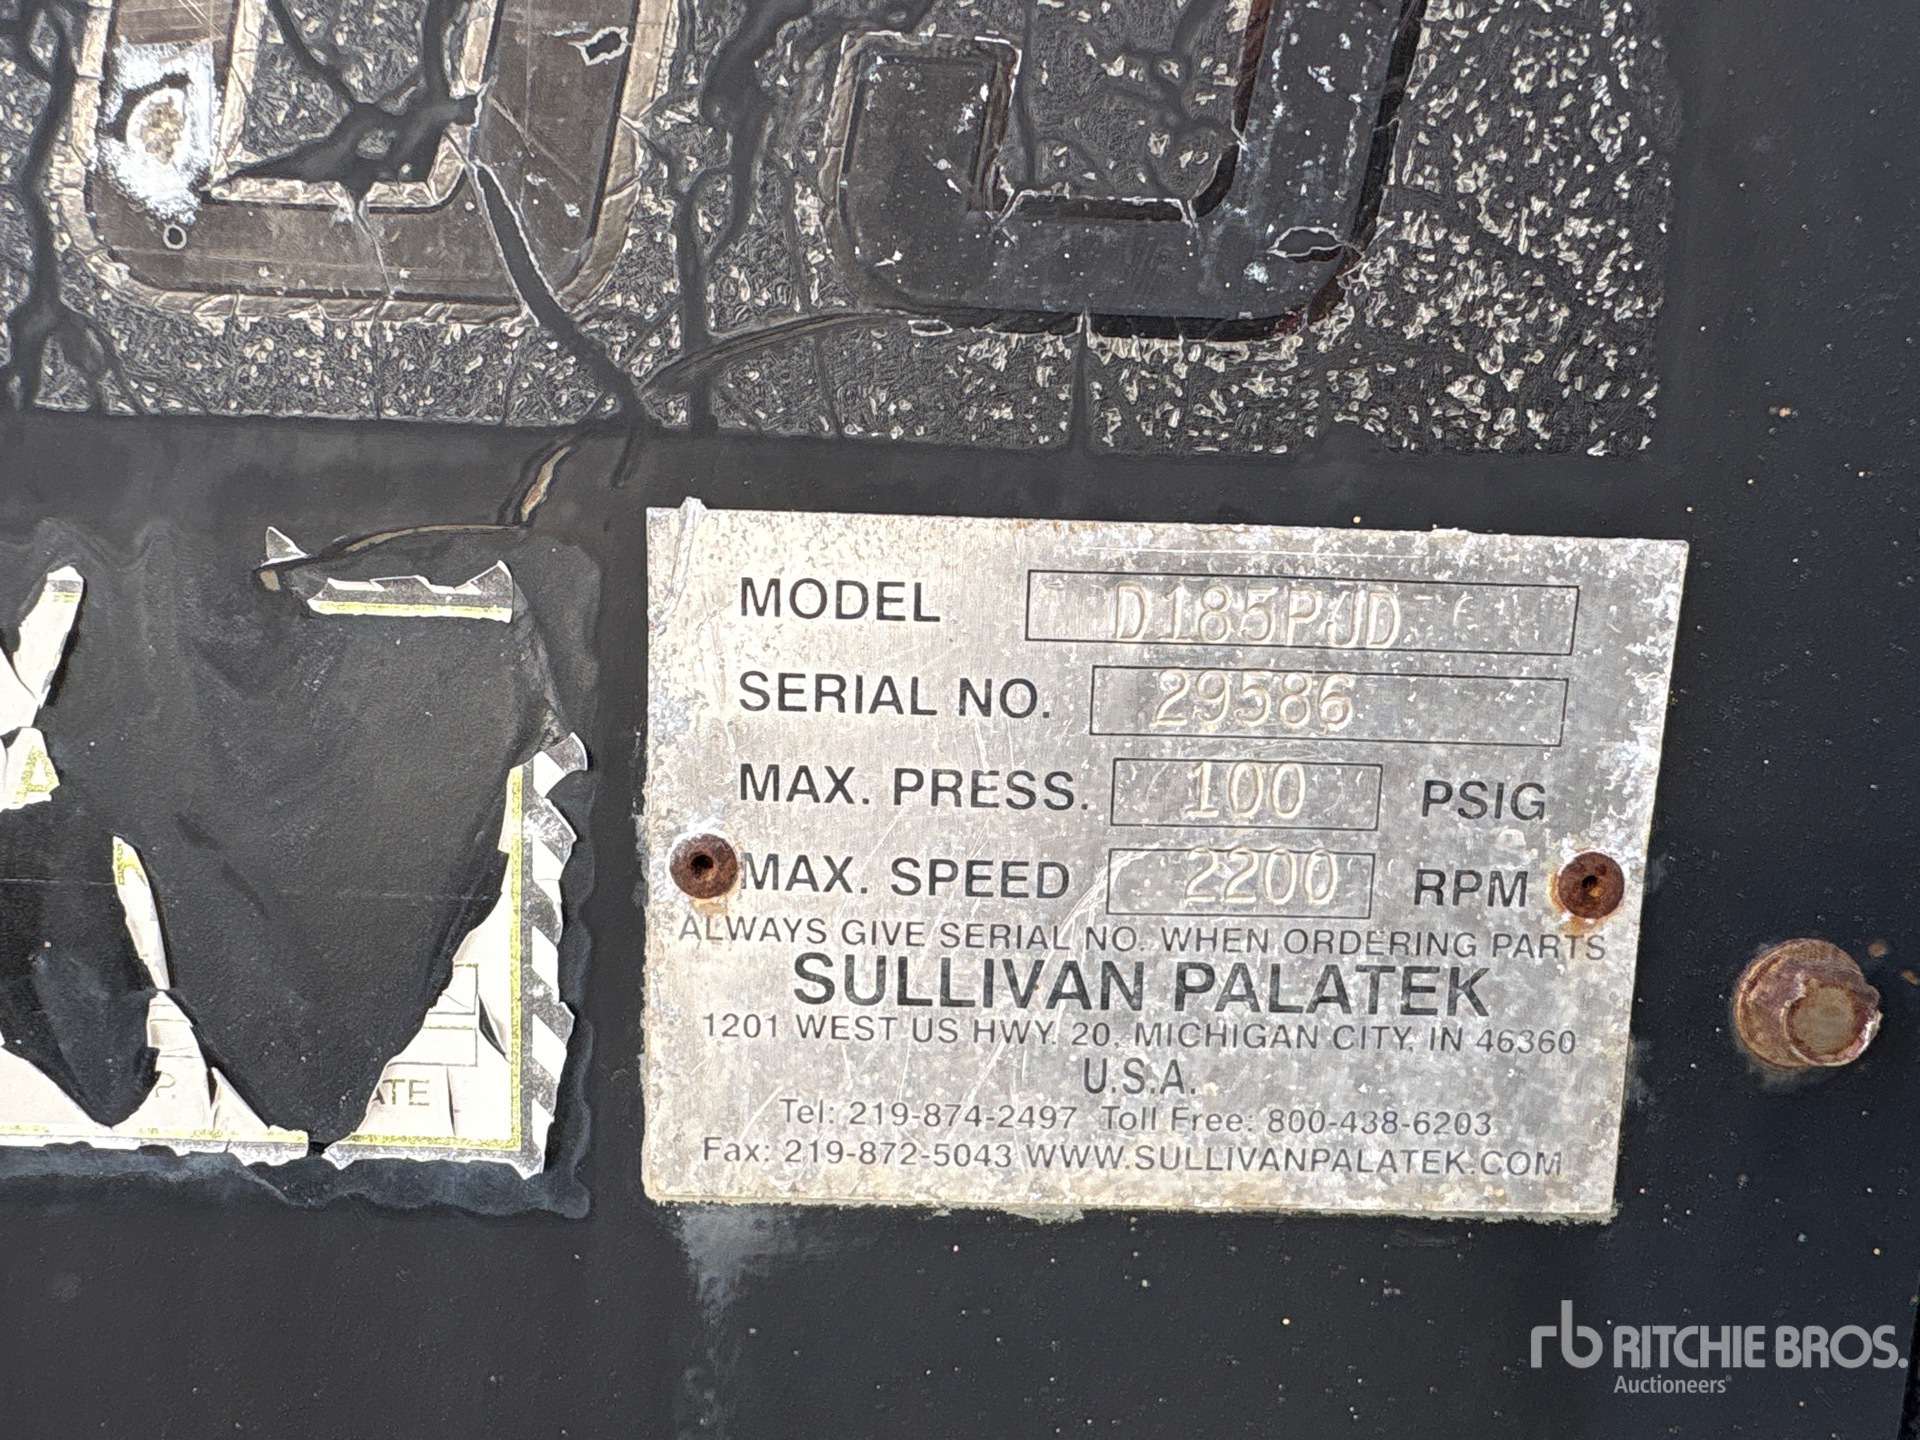 MODEL D185PJD
SERIAL NO. 29586
MAX. PRESS. 100 PSIG
MAX. SPEED 2200 RPM
ALWAYS GIVE SERIAL NO. WHEN ORDERING PARTS
SULLIVAN PALATEK
1201 WEST US HWY. 20, MICHIGAN CITY, IN 46360
U.S.A.
Tel: 219-874-2497 Toll Free: 800-438-6203
Fax: 219-872-5043 WWW.SULLIVANPALATEK.COM
rb RITCHIE BROS.
Auctioneers®